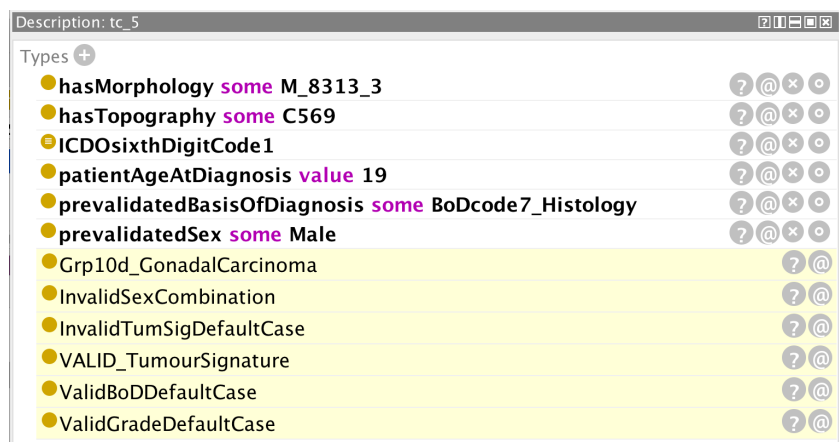 Description: tc_5
Types
hasMorphology some M_8313_3
hasTopography some C569
ICDOsixthDigitCode1
patientAgeAtDiagnosis value 19
prevalidatedBasisOfDiagnosis some BoDcode7_Histology
prevalidatedSex some Male
Grp10d_GonadalCarcinoma
InvalidSexCombination
InvalidTumSigDefaultCase
VALID_TumourSignature
ValidBoDDefaultCase
ValidGradeDefaultCase